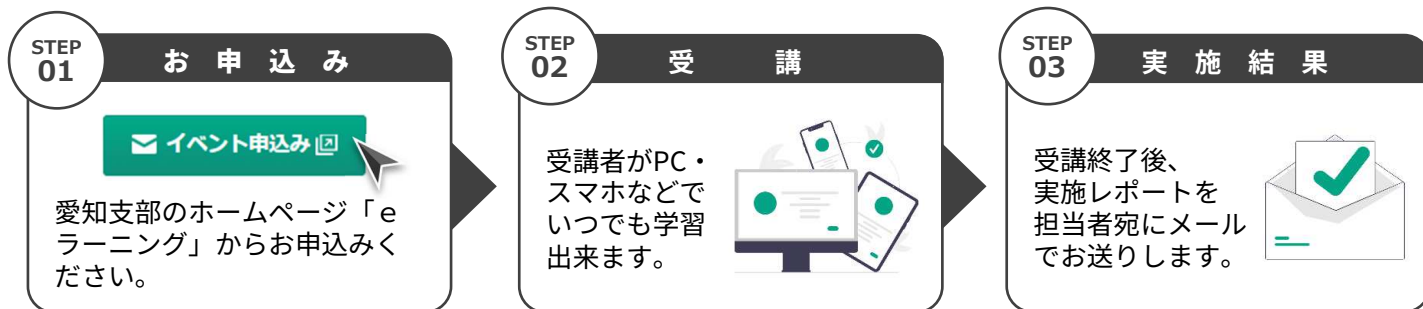 STEP
01
お申込み
イベント申込み
愛知支部のホームページ「ｅ
ラーニング」からお申込みく
ださい。
STEP
02
受講
受講者がPC・
スマホなどで
いつでも学習
出来ます。
STEP
03
実施結果
受講終了後、
実施レポートを
担当者宛にメール
でお送りします。